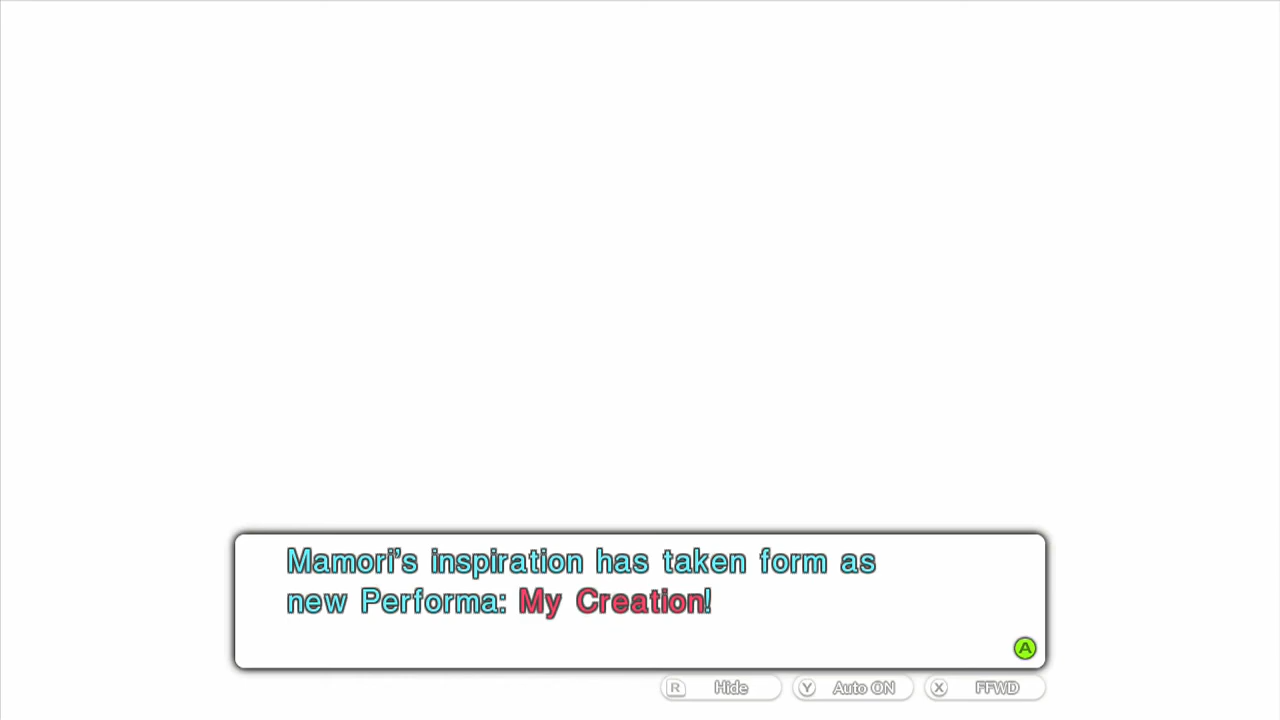 Mamori's inspiration has taken form as
new Performa: My Creation!
A
R Hide Y Auto ON X FFWD